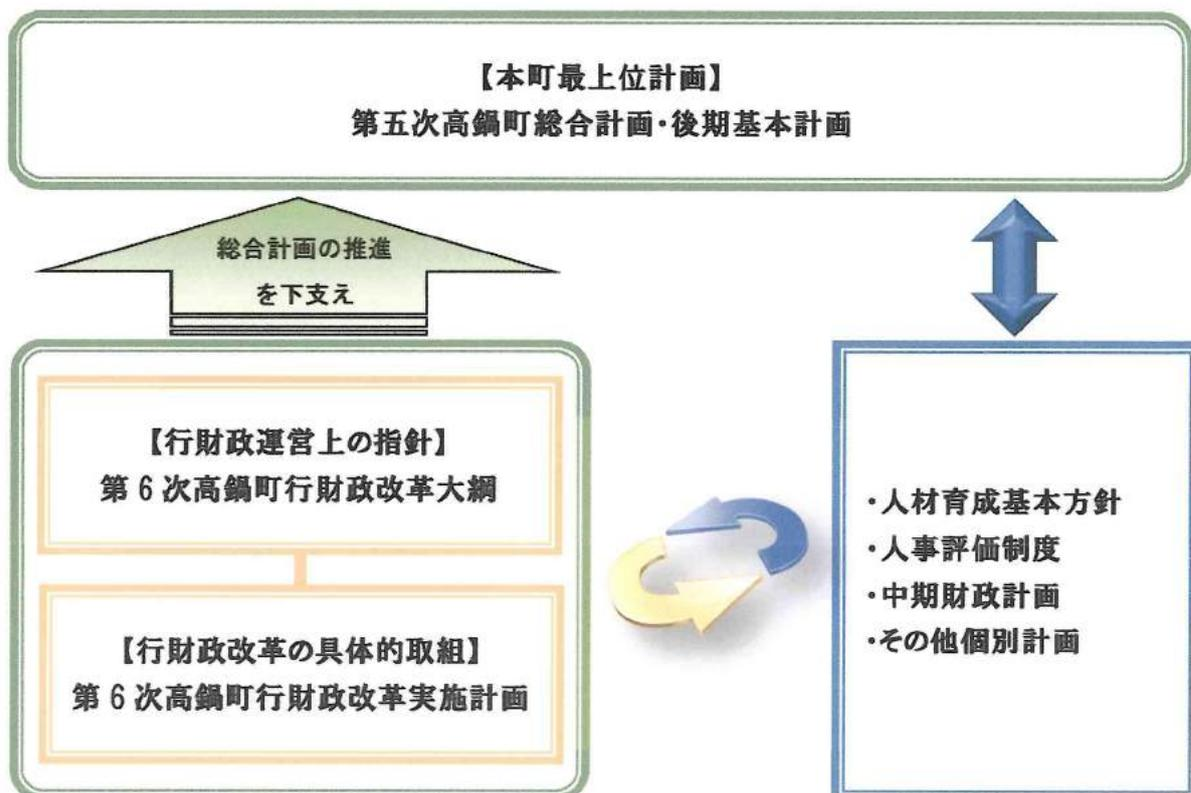 【本町最上位計画】
第五次高鍋町総合計画・後期基本計画
総合計画の推進
を下支え
【行財政運営上の指針】
第6次高鍋町行財政改革大綱
【行財政改革の具体的取組】
第6次高鍋町行財政改革実施計画
・人材育成基本方針
・人事評価制度
・中期財政計画
・その他個別計画